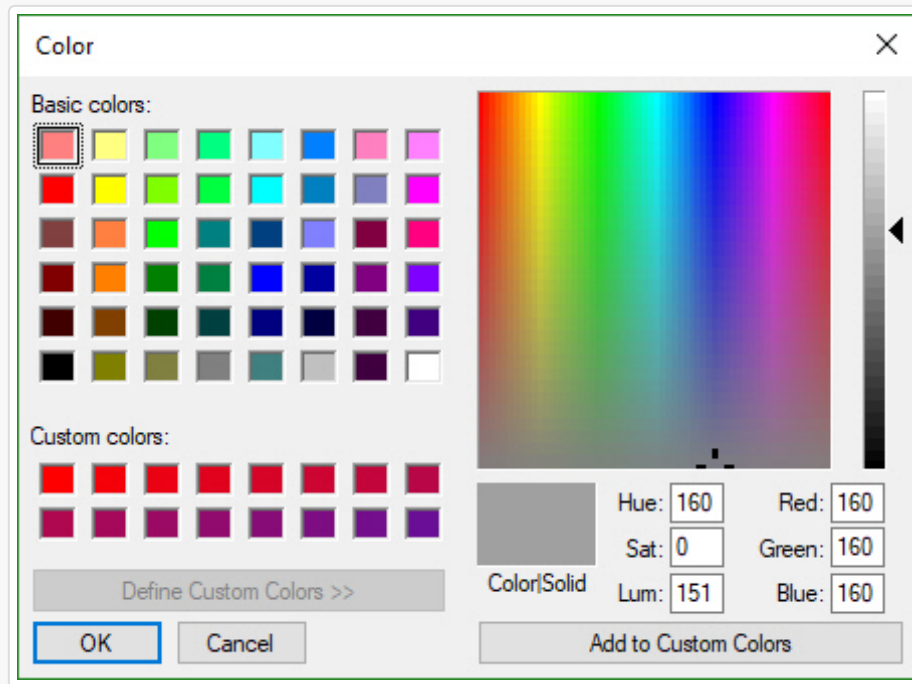 Color
Basic colors:
Custom colors:
Define Custom Colors >>
OK Cancel
Color|Solid
Hue: 160 Red: 160
Sat: 0 Green: 160
Lum: 151 Blue: 160
Add to Custom Colors